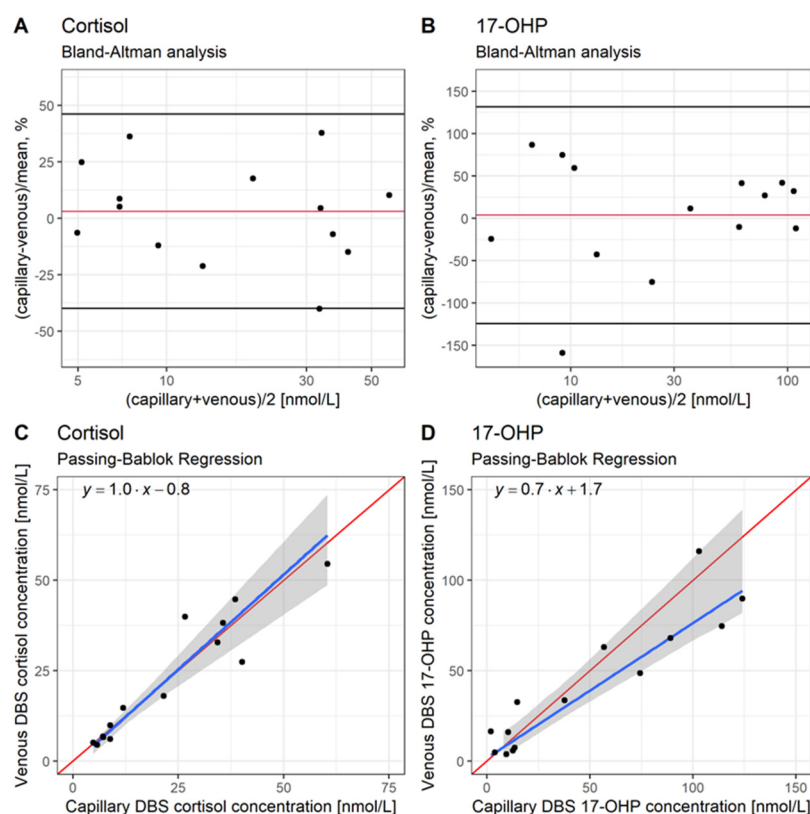 A Cortisol
Bland-Altman analysis
(capillary-venous)/mean, %
50
25
0
-25
-50
5 10 30 50
(capillary+venous)/2 [nmol/L]
B 17-OHP
Bland-Altman analysis
(capillary-venous)/mean, %
150
100
50
0
-50
-100
-150
10 30 100
(capillary+venous)/2 [nmol/L]
C Cortisol
Passing-Bablok Regression
Venous DBS cortisol concentration [nmol/L]
y = 1.0 · x − 0.8
75
50
25
0
0 25 50 75
Capillary DBS cortisol concentration [nmol/L]
D 17-OHP
Passing-Bablok Regression
Venous DBS 17-OHP concentration [nmol/L]
y = 0.7 · x + 1.7
150
100
50
0
0 50 100 150
Capillary DBS 17-OHP concentration [nmol/L]